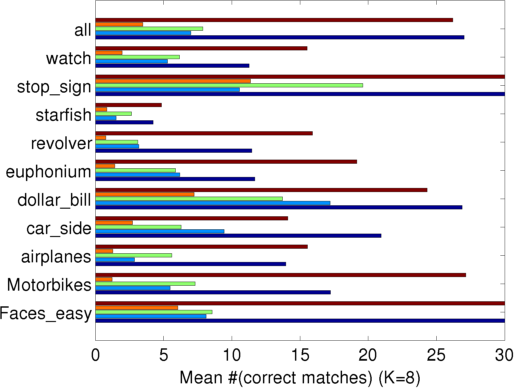 all
watch
stop_sign
starfish
revolver
euphonium
dollar_bill
car_side
airplanes
Motorbikes
Faces_easy
0 5 10 15 20 25 30
Mean #(correct matches) (K=8)